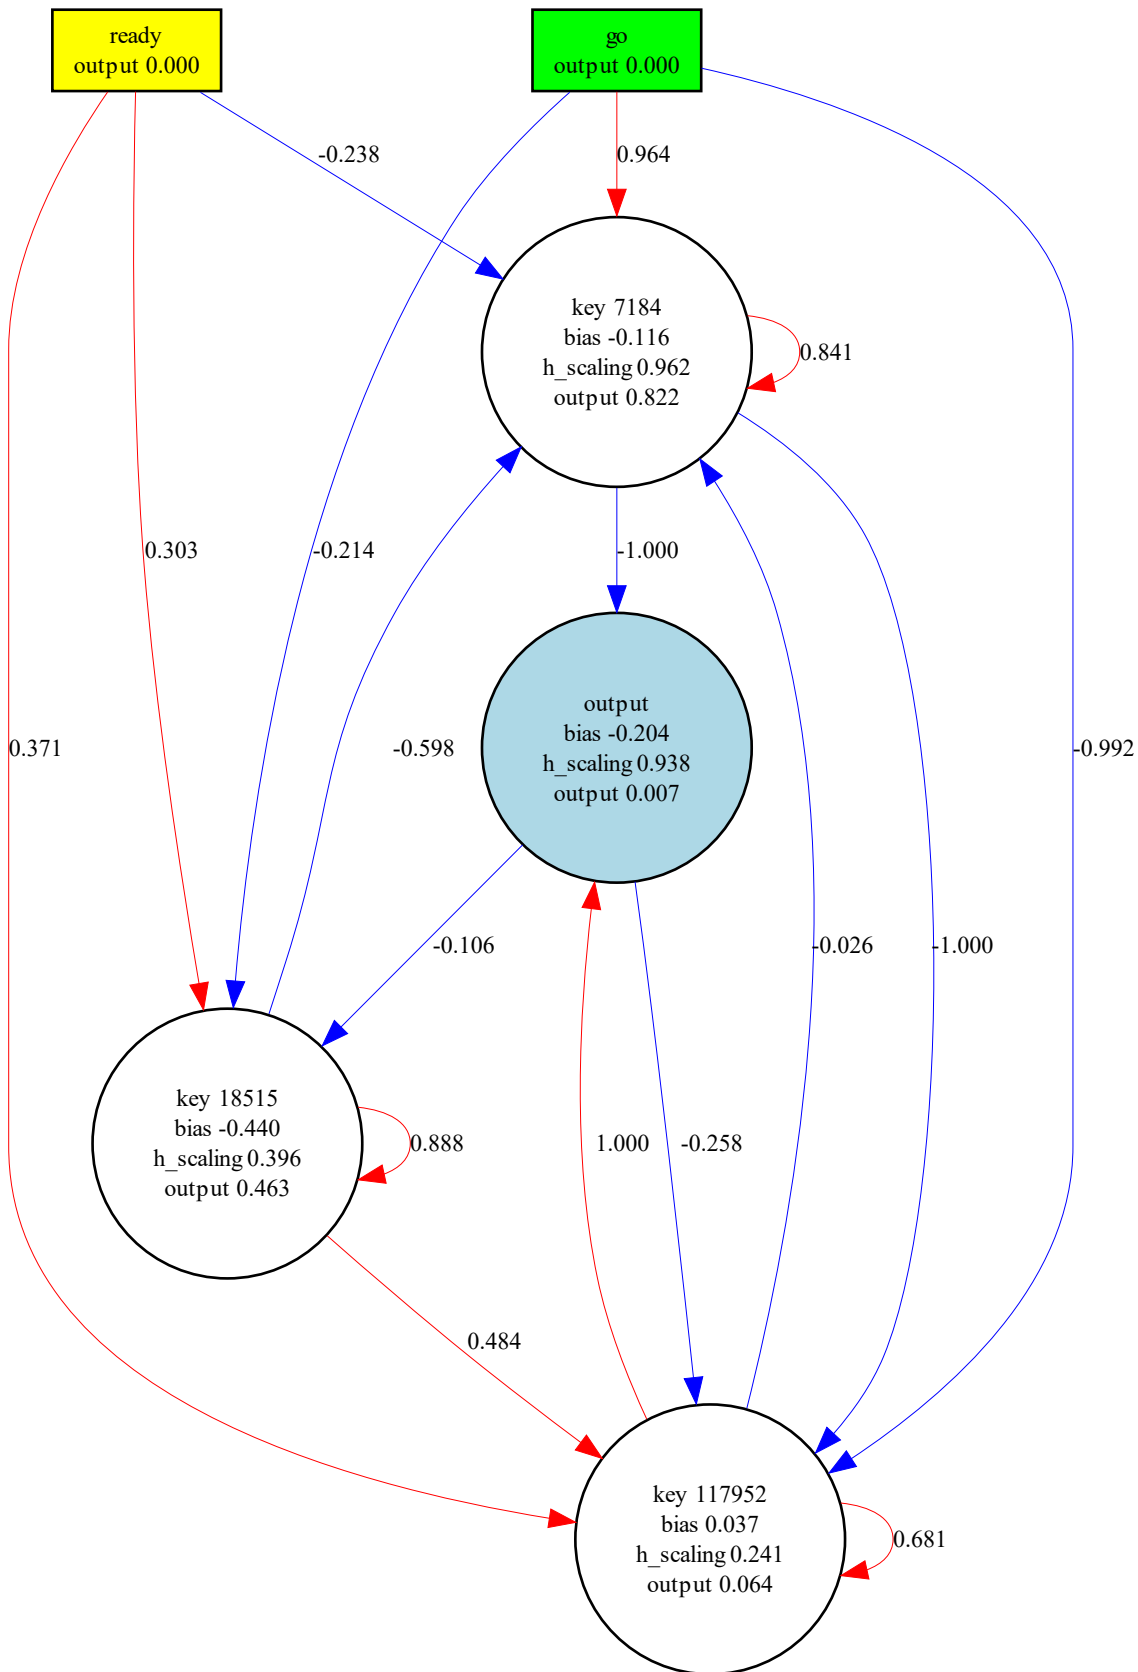 ready
output 0.000
go
output 0.000
-0.238
0.964
key 7184
bias -0.116
h_scaling 0.962
output 0.822
0.841
0.303
-0.214
-1.000
output
bias -0.204
h_scaling 0.938
output 0.007
0.371
-0.598
-0.992
-0.106
-0.026
-1.000
key 18515
bias -0.440
h_scaling 0.396
output 0.463
0.888
1.000
-0.258
0.484
key 117952
bias 0.037
h_scaling 0.241
output 0.064
0.681